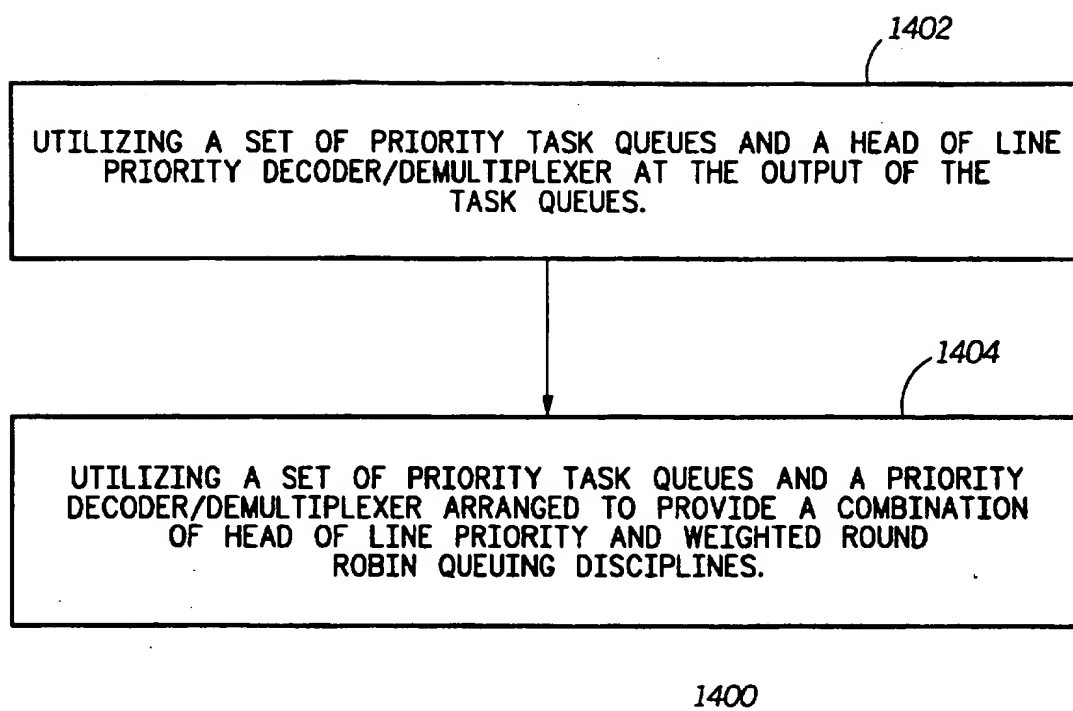 1402
UTILIZING A SET OF PRIORITY TASK QUEUES AND A HEAD OF LINE
PRIORITY DECODER/DEMULTIPLEXER AT THE OUTPUT OF THE
TASK QUEUES.
1404
UTILIZING A SET OF PRIORITY TASK QUEUES AND A PRIORITY
DECODER/DEMULTIPLEXER ARRANGED TO PROVIDE A COMBINATION
OF HEAD OF LINE PRIORITY AND WEIGHTED ROUND
ROBIN QUEUING DISCIPLINES.
1400